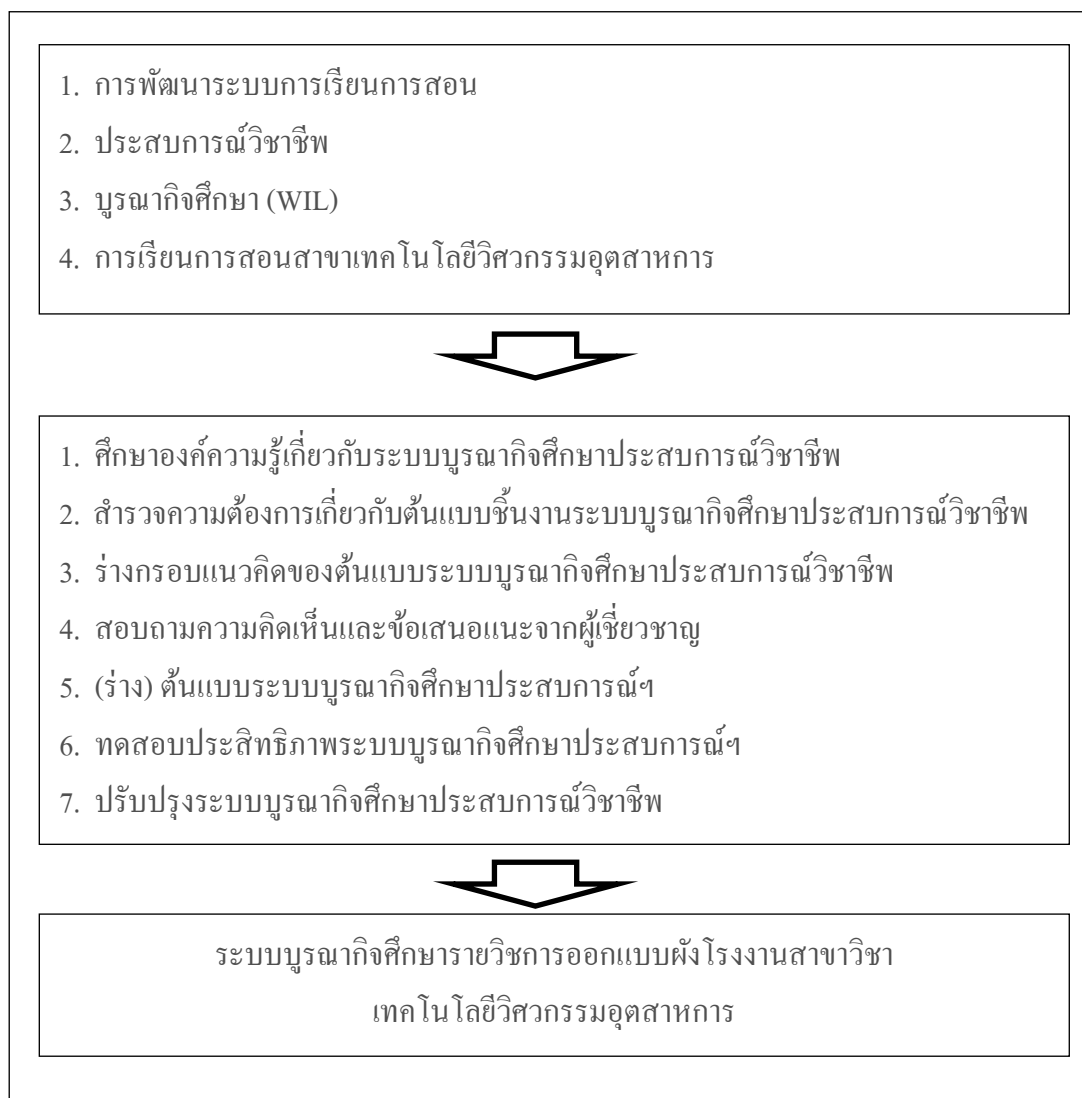 1. การพัฒนาระบบการเรียนการสอน
2. ประสบการณ์วิชาชีพ
3. บูรณากิจศึกษา (WIL)
4. การเรียนการสอนสาขาเทคโนโลยีวิศวกรรมอุตสาหการ
1. ศึกษาองค์ความรู้เกี่ยวกับระบบบูรณากิจศึกษาประสบการณ์วิชาชีพ
2. สำรวจความต้องการเกี่ยวกับต้นแบบชิ้นงานระบบบูรณากิจศึกษาประสบการณ์วิชาชีพ
3. ร่างกรอบแนวคิดของต้นแบบระบบบูรณากิจศึกษาประสบการณ์วิชาชีพ
4. สอบถามความคิดเห็นและข้อเสนอแนะจากผู้เชี่ยวชาญ
5. (ร่าง) ต้นแบบระบบบูรณากิจศึกษาประสบการณ์ฯ
6. ทดสอบประสิทธิภาพระบบบูรณากิจศึกษาประสบการณ์ฯ
7. ปรับปรุงระบบบูรณากิจศึกษาประสบการณ์วิชาชีพ
ระบบบูรณากิจศึกษารายวิชการออกแบบผังโรงงานสาขาวิชา
เทคโนโลยีวิศวกรรมอุตสาหการ